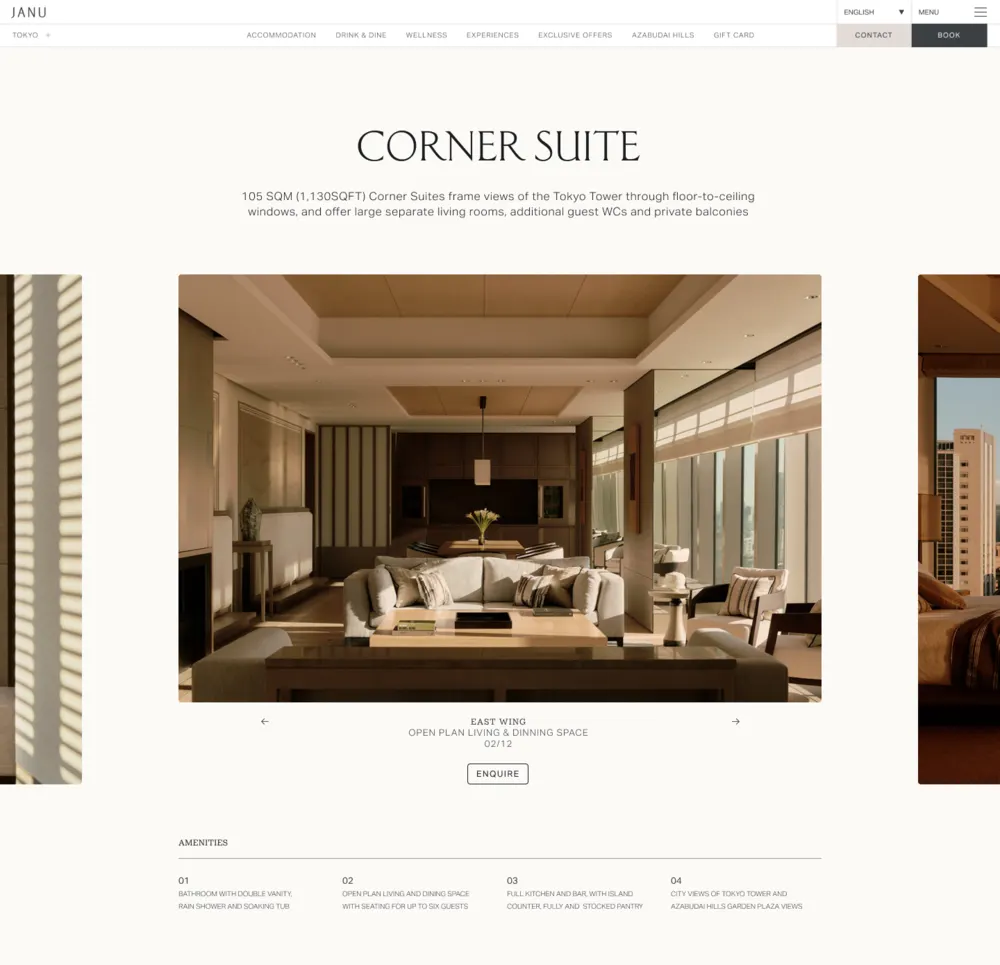 JANU
ENGLISH ▼
MENU
TOKYO +
ACCOMMODATION
DRINK & DINE
WELLNESS
EXPERIENCES
EXCLUSIVE OFFERS
AZABUDAI HILLS
GIFT CARD
CONTACT
BOOK
CORNER SUITE
105 SQM (1,130SQFT) Corner Suites frame views of the Tokyo Tower through floor-to-ceiling
windows, and offer large separate living rooms, additional guest WCs and private balconies
← EAST WING →
OPEN PLAN LIVING & DINNING SPACE
02/12
ENQUIRE
AMENITIES
01
BATHROOM WITH DOUBLE VANITY,
RAIN SHOWER AND SOAKING TUB
02
OPEN PLAN LIVING AND DINING SPACE
WITH SEATING FOR UP TO SIX GUESTS
03
FULL KITCHEN AND BAR, WITH ISLAND
COUNTER, FULLY AND STOCKED PANTRY
04
CITY VIEWS OF TOKYO TOWER AND
AZABUDAI HILLS GARDEN PLAZA VIEWS